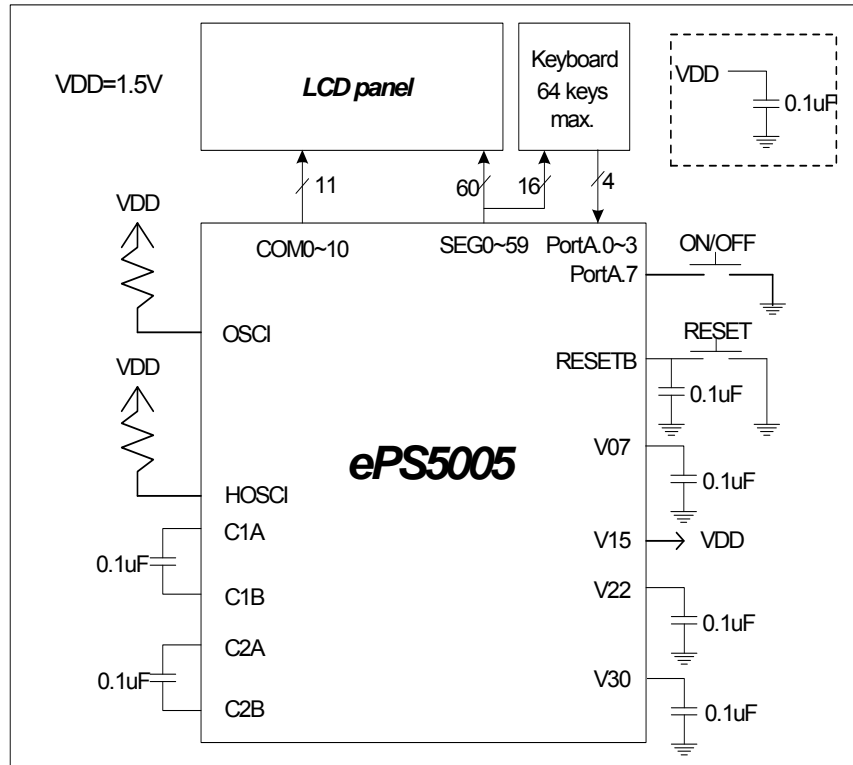 VDD=1.5V
LCD panel
Keyboard
64 keys
max.
VDD
0.1uF
11
60
16
4
VDD
COM0~10
SEG0~59
PortA.0~3
PortA.7
ON/OFF
OSCI
RESET
RESETB
0.1uF
VDD
ePS5005
V07
0.1uF
HOSCI
C1A
0.1uF
C1B
V15
VDD
V22
0.1uF
C2A
0.1uF
C2B
V30
0.1uF